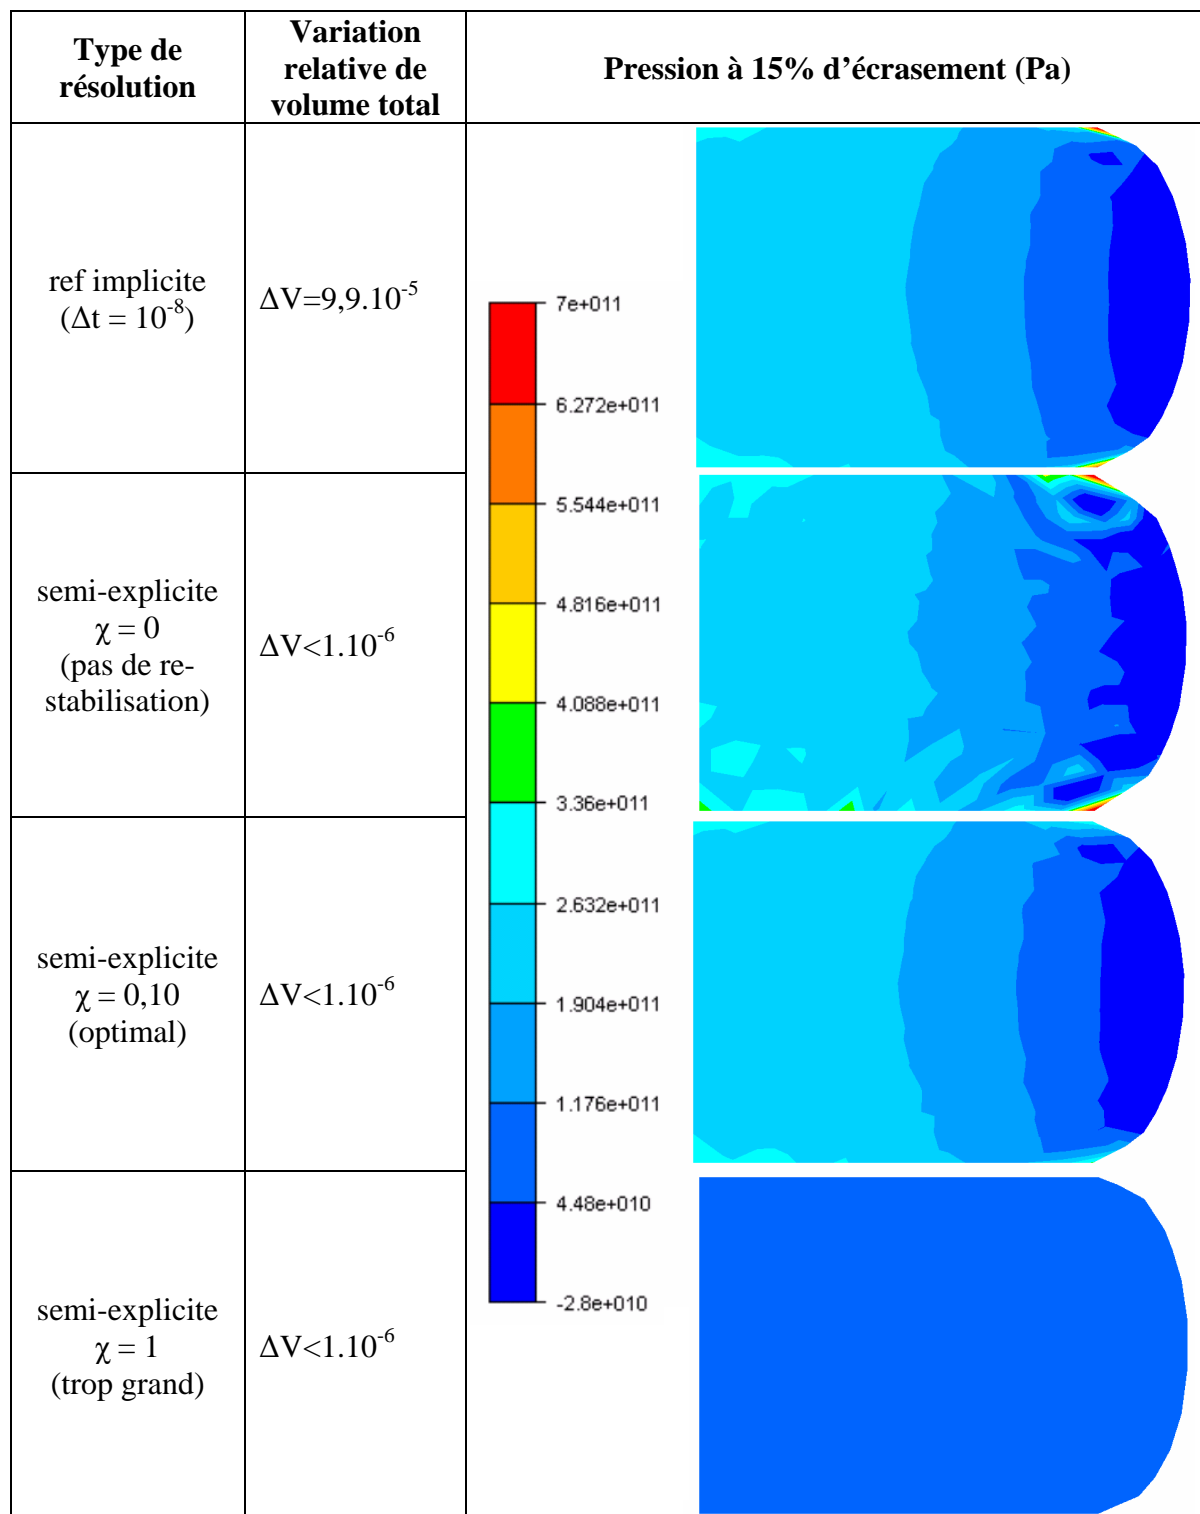 Type de
résolution
Variation
relative de
volume total
Pression à 15% d'écrasement (Pa)
ref implicite
(Δt = 10⁻⁸)
ΔV=9,9.10⁻⁵
semi-explicite
χ = 0
(pas de re-
stabilisation)
ΔV<1.10⁻⁶
semi-explicite
χ = 0,10
(optimal)
ΔV<1.10⁻⁶
semi-explicite
χ = 1
(trop grand)
ΔV<1.10⁻⁶
7e+011
6.272e+011
5.544e+011
4.816e+011
4.088e+011
3.36e+011
2.632e+011
1.904e+011
1.176e+011
4.48e+010
-2.8e+010